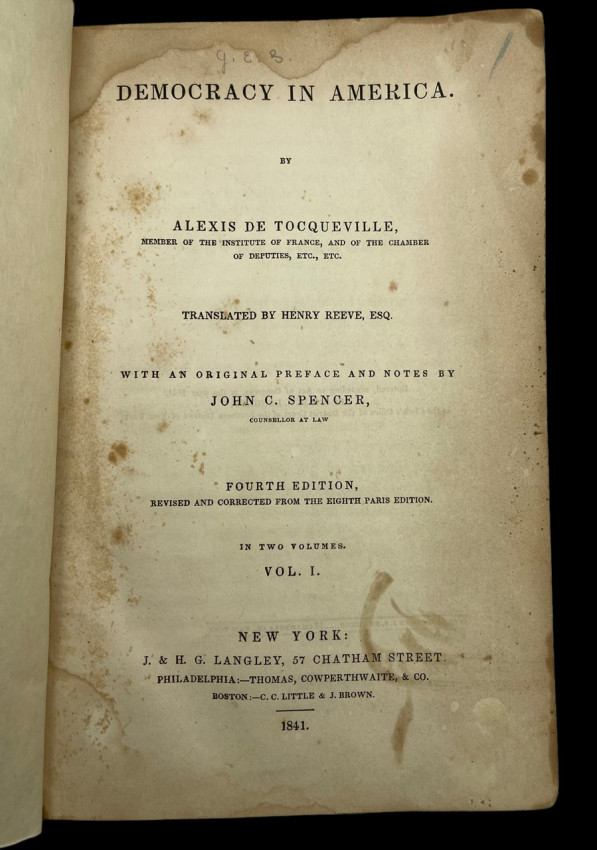 DEMOCRACY IN AMERICA.
BY
ALEXIS DE TOCQUEVILLE,
MEMBER OF THE INSTITUTE OF FRANCE, AND OF THE CHAMBER
OF DEPUTIES, ETC., ETC.
TRANSLATED BY HENRY REEVE, ESQ.
WITH AN ORIGINAL PREFACE AND NOTES BY
JOHN C. SPENCER,
COUNSELLOR AT LAW
FOURTH EDITION,
REVISED AND CORRECTED FROM THE EIGHTH PARIS EDITION.
IN TWO VOLUMES.
VOL. I.
NEW YORK:
J. & H. G. LANGLEY, 57 CHATHAM STREET.
PHILADELPHIA:—THOMAS, COWPERTHWAITE, & CO.
BOSTON:—C. C. LITTLE & J. BROWN.
1841.